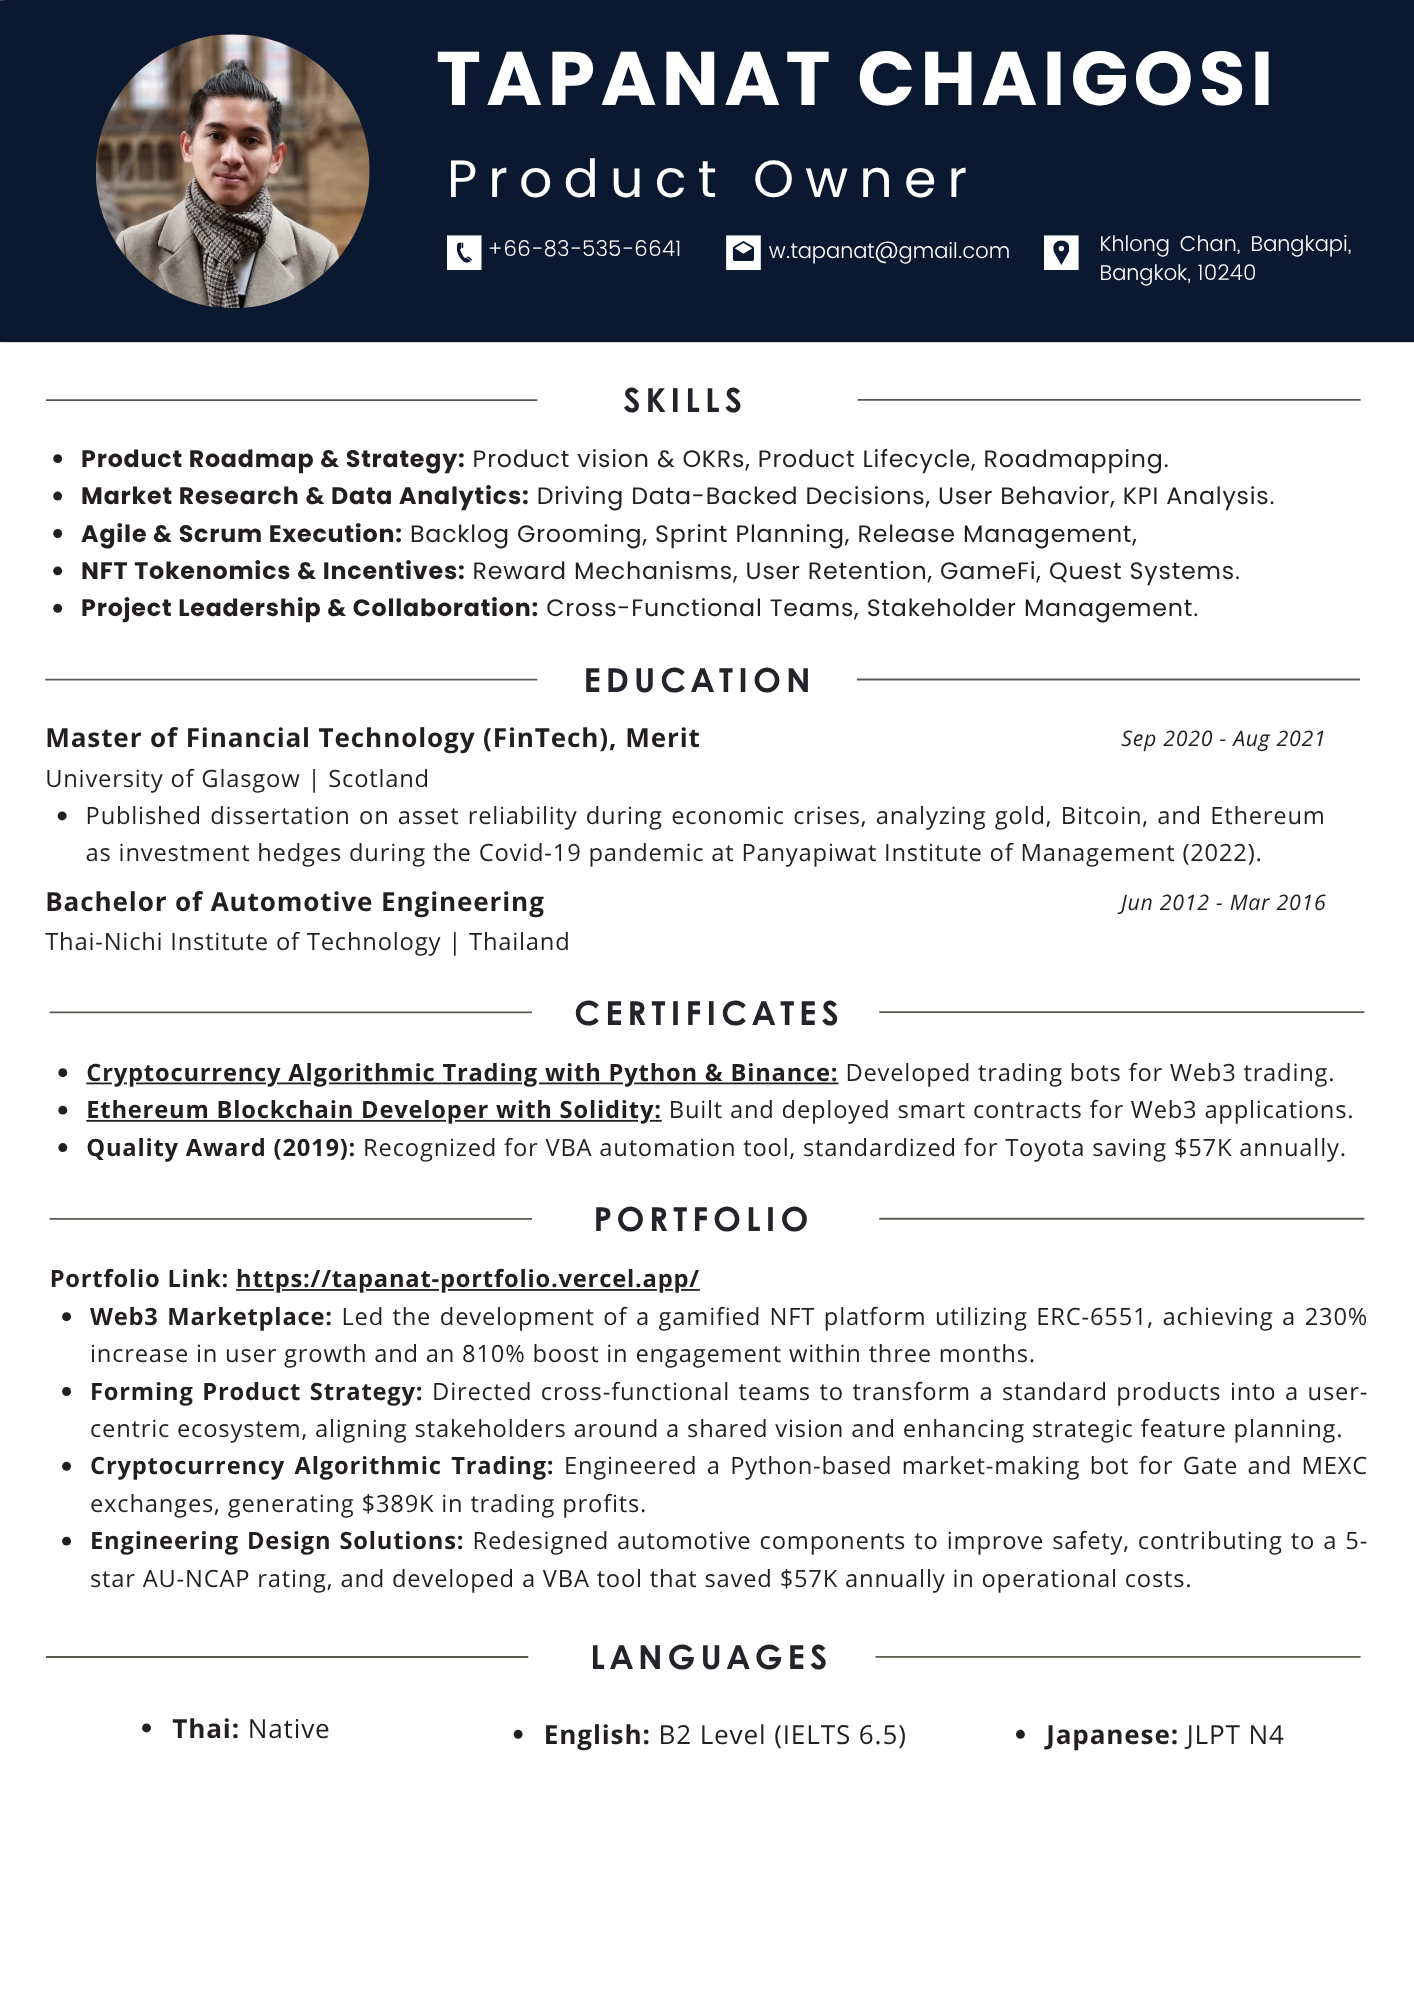 TAPANAT CHAIGOSI
Product Owner
+66-83-535-6641
w.tapanat@gmail.com
Khlong Chan, Bangkapi,
Bangkok, 10240
SKILLS
• Product Roadmap & Strategy: Product vision & OKRs, Product Lifecycle, Roadmapping.
• Market Research & Data Analytics: Driving Data-Backed Decisions, User Behavior, KPI Analysis.
• Agile & Scrum Execution: Backlog Grooming, Sprint Planning, Release Management,
• NFT Tokenomics & Incentives: Reward Mechanisms, User Retention, GameFi, Quest Systems.
• Project Leadership & Collaboration: Cross-Functional Teams, Stakeholder Management.
EDUCATION
Master of Financial Technology (FinTech), Merit Sep 2020 - Aug 2021
University of Glasgow | Scotland
• Published dissertation on asset reliability during economic crises, analyzing gold, Bitcoin, and Ethereum
as investment hedges during the Covid-19 pandemic at Panyapiwat Institute of Management (2022).
Bachelor of Automotive Engineering Jun 2012 - Mar 2016
Thai-Nichi Institute of Technology | Thailand
CERTIFICATES
• Cryptocurrency Algorithmic Trading with Python & Binance: Developed trading bots for Web3 trading.
• Ethereum Blockchain Developer with Solidity: Built and deployed smart contracts for Web3 applications.
• Quality Award (2019): Recognized for VBA automation tool, standardized for Toyota saving $57K annually.
PORTFOLIO
Portfolio Link: https://tapanat-portfolio.vercel.app/
• Web3 Marketplace: Led the development of a gamified NFT platform utilizing ERC-6551, achieving a 230%
increase in user growth and an 810% boost in engagement within three months.
• Forming Product Strategy: Directed cross-functional teams to transform a standard products into a user-
centric ecosystem, aligning stakeholders around a shared vision and enhancing strategic feature planning.
• Cryptocurrency Algorithmic Trading: Engineered a Python-based market-making bot for Gate and MEXC
exchanges, generating $389K in trading profits.
• Engineering Design Solutions: Redesigned automotive components to improve safety, contributing to a 5-
star AU-NCAP rating, and developed a VBA tool that saved $57K annually in operational costs.
LANGUAGES
• Thai: Native
• English: B2 Level (IELTS 6.5)
• Japanese: JLPT N4